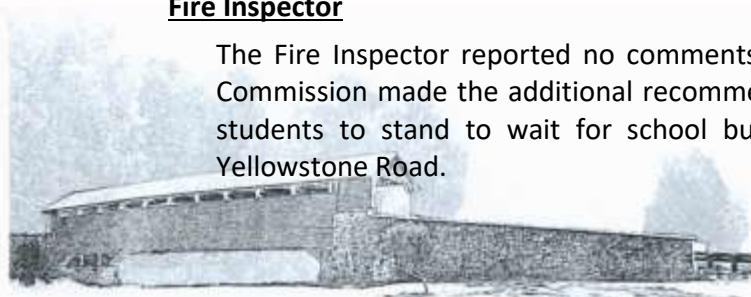 Fire Inspector
The Fire Inspector reported no comments
Commission made the additional recomme
students to stand to wait for school bu
Yellowstone Road.